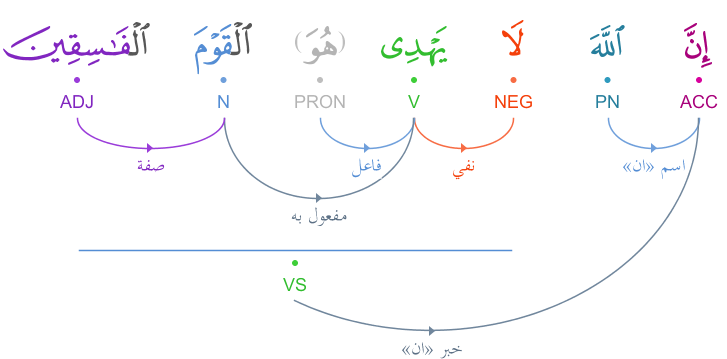 إِنَّ ٱللَّهَ لَا يَهْدِى (هُوَ) ٱلْقَوْمَ ٱلْفَـٰسِقِينَ
ACC PN NEG V PRON N ADJ
اسم «ان» نفي فاعل صفة
مفعول به
VS
خبر «ان»